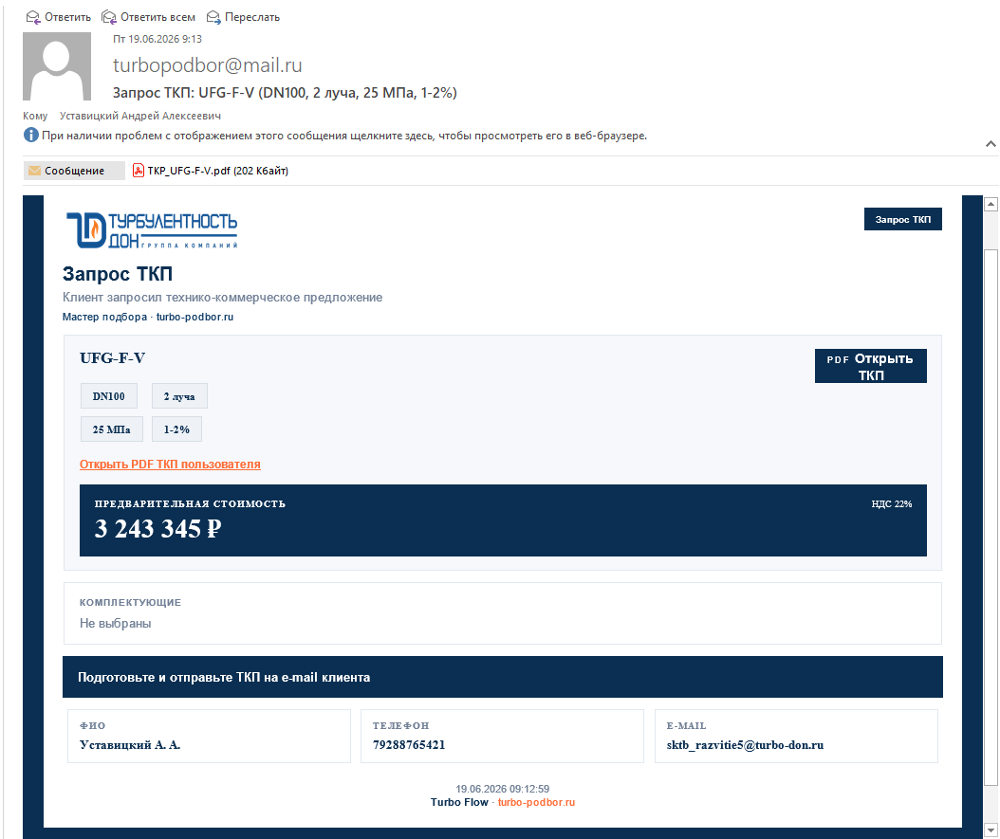 Ответить Ответить всем Переслать
Пт 19.06.2026 9:13
turbopodbor@mail.ru
Запрос ТКП: UFG-F-V (DN100, 2 луча, 25 МПа, 1-2%)
Кому Уставицкий Андрей Алексеевич
При наличии проблем с отображением этого сообщения щелкните здесь, чтобы просмотреть его в веб-браузере.
Сообщение TKP_UFG-F-V.pdf (202 Кбайт)
ТУРБУЛЕНТНОСТЬ
ДОН ГРУППА КОМПАНИЙ
Запрос ТКП
Запрос ТКП
Клиент запросил технико-коммерческое предложение
Мастер подбора · turbo-podbor.ru
UFG-F-V
PDF Открыть
ТКП
DN100 2 луча
25 МПа 1-2%
Открыть PDF ТКП пользователя
ПРЕДВАРИТЕЛЬНАЯ СТОИМОСТЬ
НДС 22%
3 243 345 ₽
КОМПЛЕКТУЮЩИЕ
Не выбраны
Подготовьте и отправьте ТКП на e-mail клиента
ФИО
Уставицкий А. А.
ТЕЛЕФОН
79288765421
E-MAIL
sktb_razvitie5@turbo-don.ru
19.06.2026 09:12:59
Turbo Flow · turbo-podbor.ru